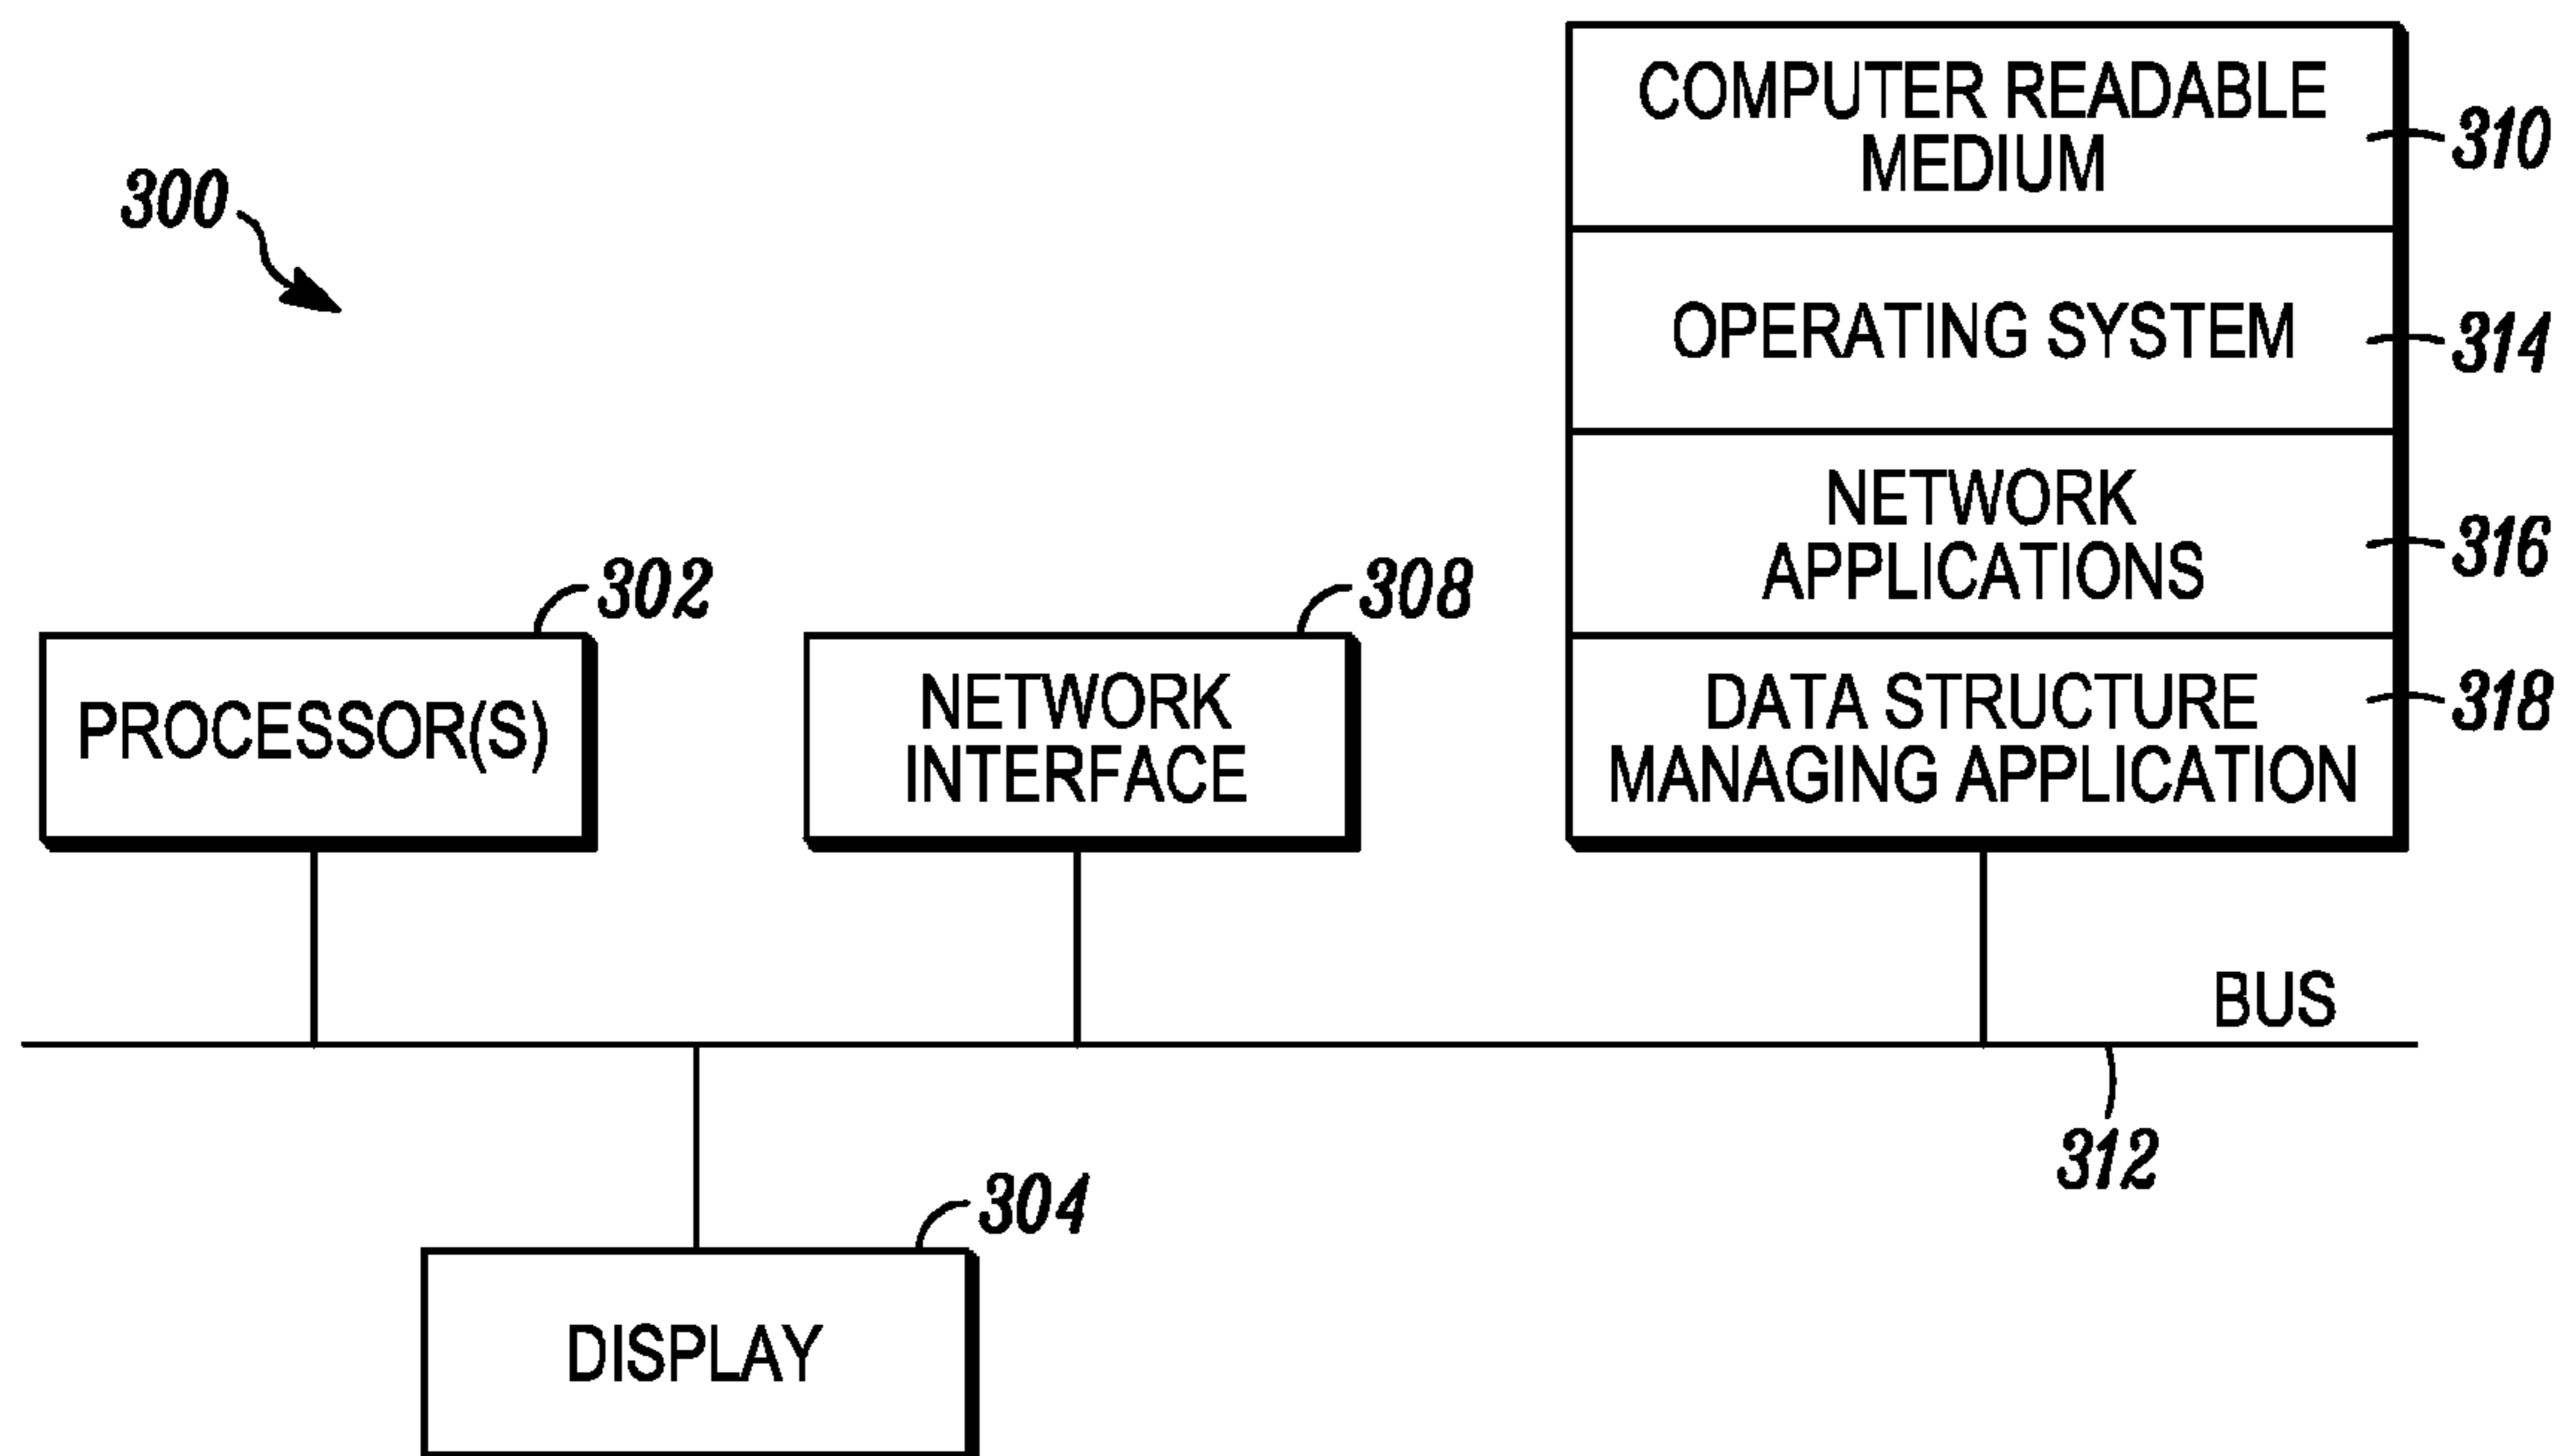 300
COMPUTER READABLE
MEDIUM
310
OPERATING SYSTEM
314
NETWORK
APPLICATIONS
316
DATA STRUCTURE
MANAGING APPLICATION
318
302
PROCESSOR(S)
308
NETWORK
INTERFACE
BUS
312
304
DISPLAY